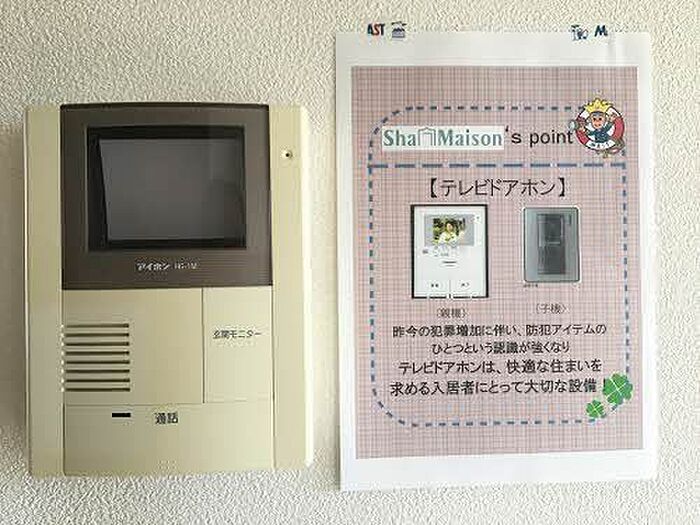 アイホン
玄関モニター
通話
AST
M
Sha Maison's point
【テレビドアホン】
(親機)
(子機)
昨今の犯罪増加に伴い、防犯アイテムの
ひとつという認識が強くなり
テレビドアホンは、快適な住まいを
求める入居者にとって大切な設備!